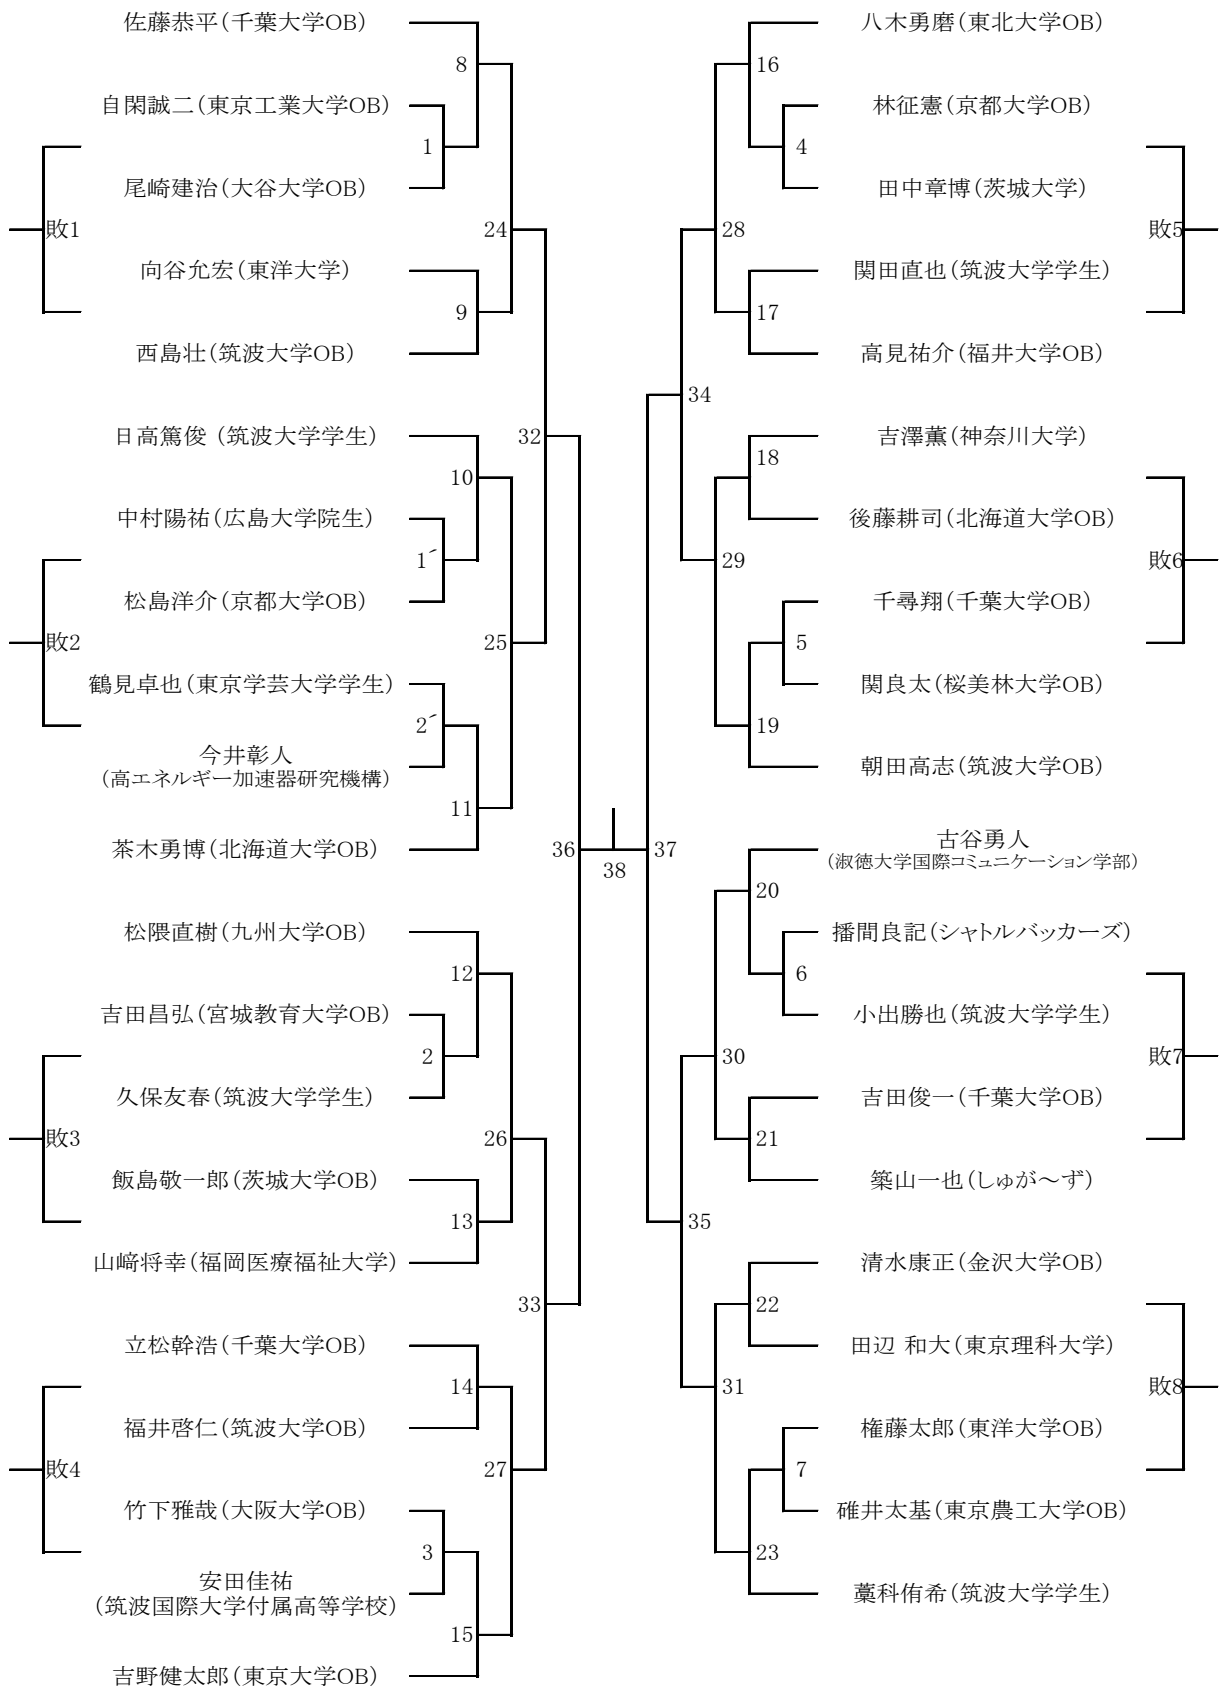 佐藤恭平(千葉大学OB)
8
自閑誠二(東京工業大学OB)
1
尾崎建治(大谷大学OB)
敗1
24
向谷允宏(東洋大学)
9
西島壮(筑波大学OB)
日高篤俊 (筑波大学学生)
32
10
中村陽祐(広島大学院生)
1´
松島洋介(京都大学OB)
敗2
25
鶴見卓也(東京学芸大学学生)
2´
今井彰人
(高エネルギー加速器研究機構)
11
茶木勇博(北海道大学OB)
36
38
37
松隈直樹(九州大学OB)
12
吉田昌弘(宮城教育大学OB)
2
久保友春(筑波大学学生)
敗3
26
飯島敬一郎(茨城大学OB)
13
山﨑将幸(福岡医療福祉大学)
33
立松幹浩(千葉大学OB)
14
福井啓仁(筑波大学OB)
敗4
27
竹下雅哉(大阪大学OB)
3
安田佳祐
(筑波国際大学付属高等学校)
15
吉野健太郎(東京大学OB)
八木勇磨(東北大学OB)
16
林征憲(京都大学OB)
4
田中章博(茨城大学)
28
敗5
関田直也(筑波大学学生)
17
高見祐介(福井大学OB)
34
吉澤薫(神奈川大学)
18
後藤耕司(北海道大学OB)
29
敗6
千尋翔(千葉大学OB)
5
関良太(桜美林大学OB)
19
朝田高志(筑波大学OB)
古谷勇人
(淑徳大学国際コミュニケーション学部)
20
播間良記(シャトルバッカーズ)
6
小出勝也(筑波大学学生)
30
敗7
吉田俊一(千葉大学OB)
21
築山一也(しゅが～ず)
35
清水康正(金沢大学OB)
22
田辺 和大(東京理科大学)
31
敗8
権藤太郎(東洋大学OB)
7
碓井太基(東京農工大学OB)
23
藁科侑希(筑波大学学生)